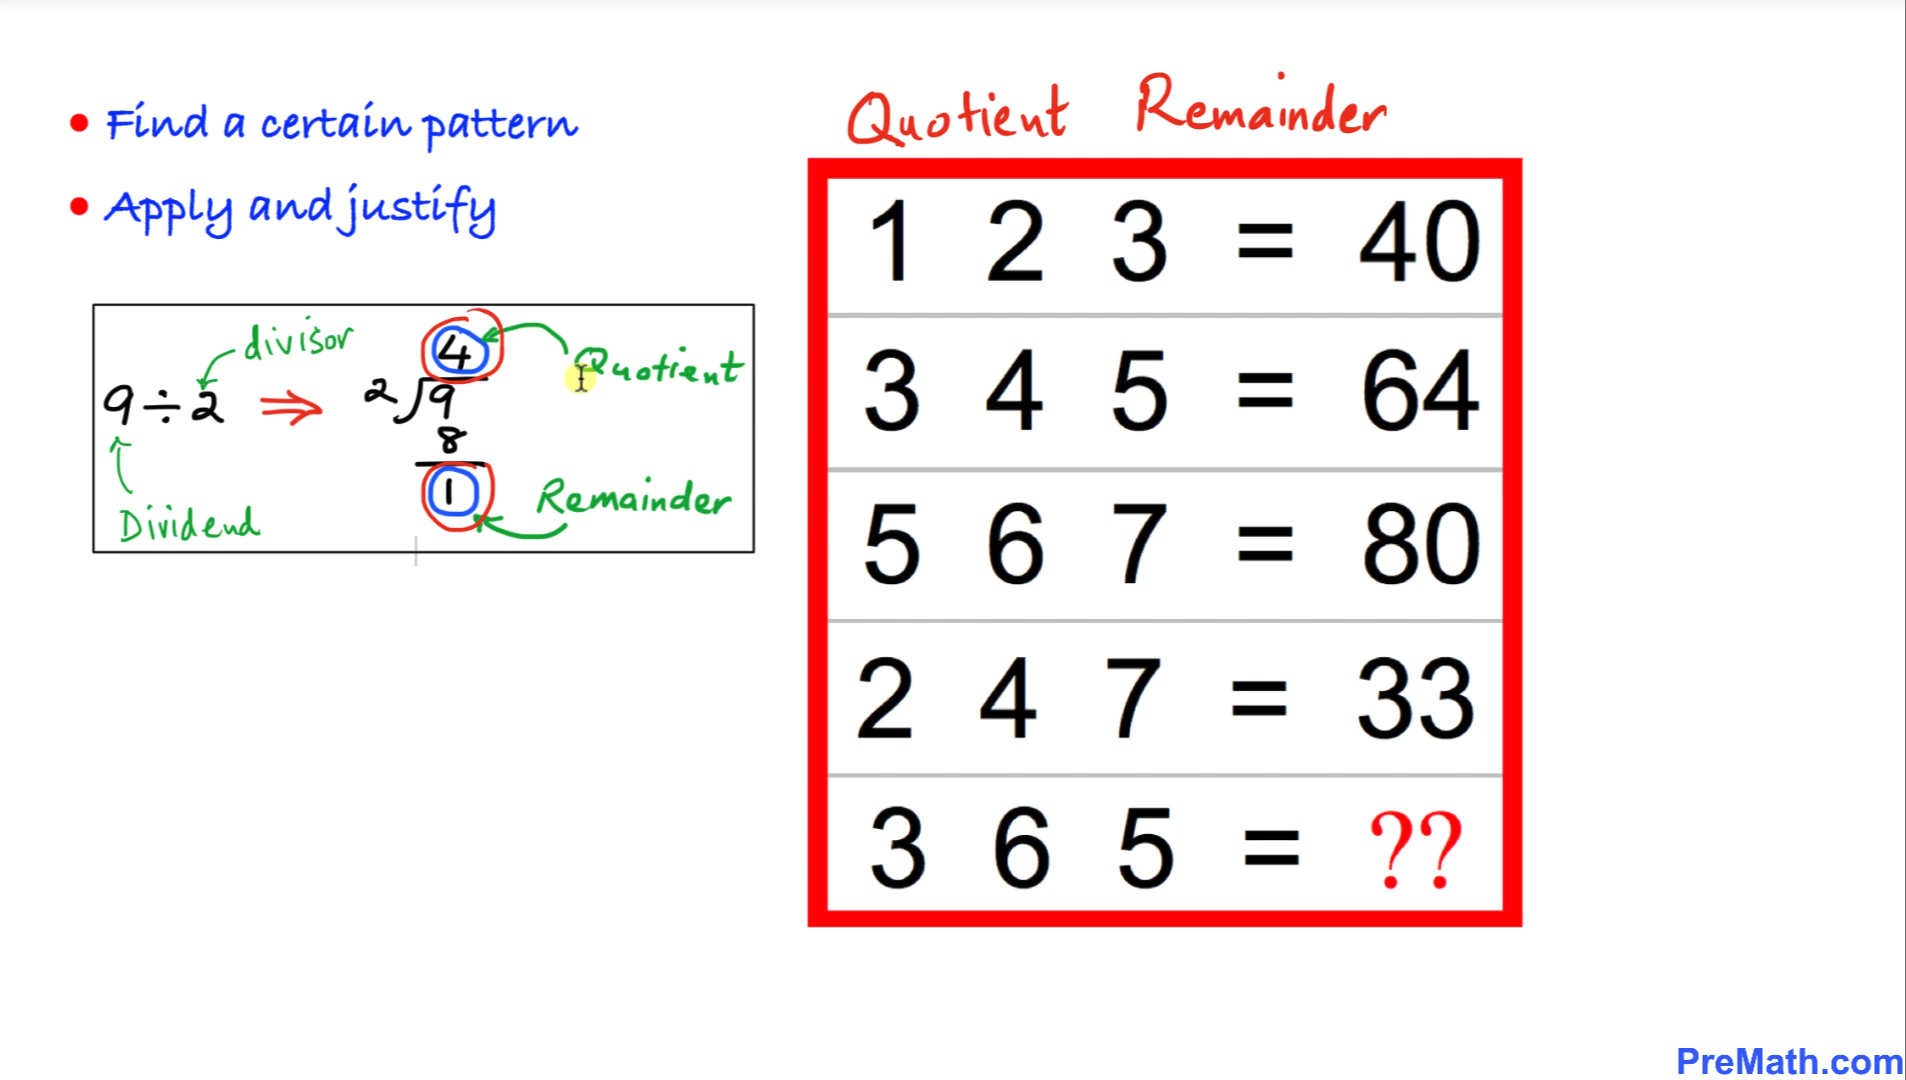 • Find a certain pattern
• Apply and justify
divisor
9 ÷ 2 ⇒
Dividend
4
2 9
8
1
Quotient
Remainder
Quotient Remainder
1 2 3 = 40
3 4 5 = 64
5 6 7 = 80
2 4 7 = 33
3 6 5 = ??
PreMath.com